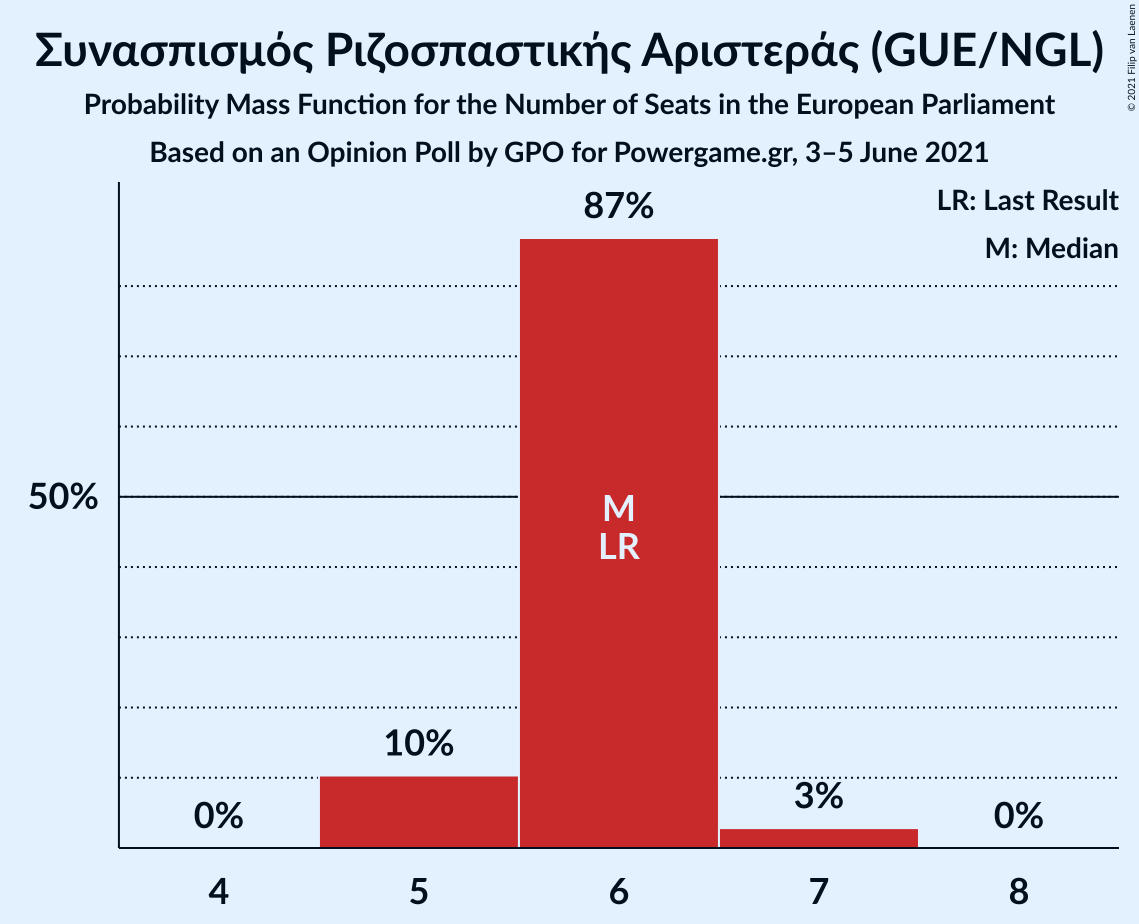 Συνασπισμός Ριζοσπαστικής Αριστεράς (GUE/NGL)
Probability Mass Function for the Number of Seats in the European Parliament
Based on an Opinion Poll by GPO for Powergame.gr, 3–5 June 2021
© 2021 Filip van Laenen
LR: Last Result
M: Median
87%
50%
M
LR
10%
3%
0%
0%
4 5 6 7 8